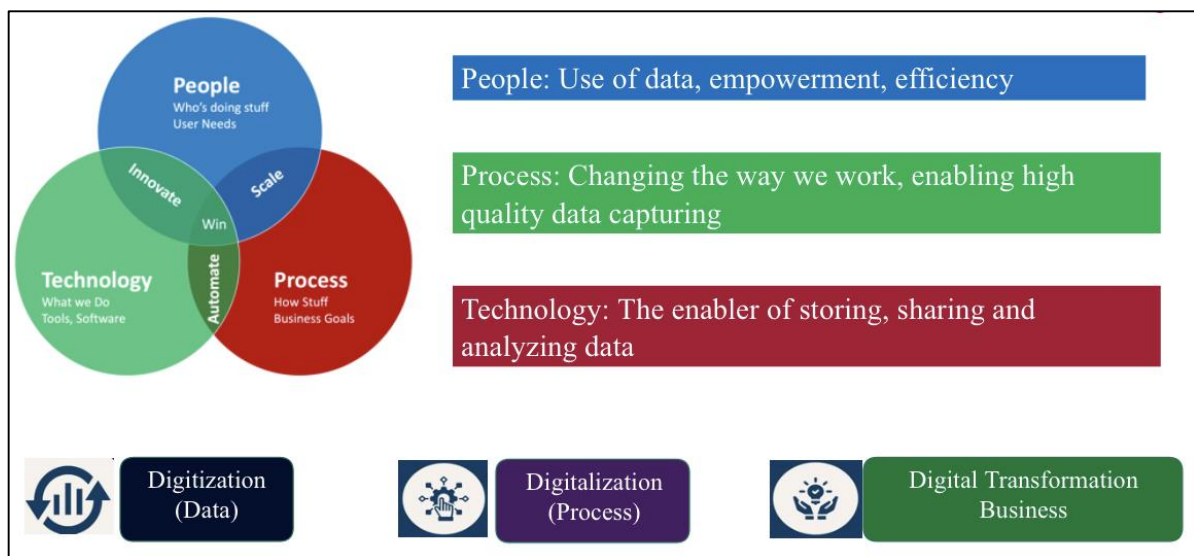 People
Who's doing stuff
User Needs
Innovate
Scale
Win
Technology
What we Do
Tools, Software
Automate
Process
How Stuff
Business Goals
People: Use of data, empowerment, efficiency
Process: Changing the way we work, enabling high
quality data capturing
Technology: The enabler of storing, sharing and
analyzing data
Digitization
(Data)
Digitalization
(Process)
Digital Transformation
Business